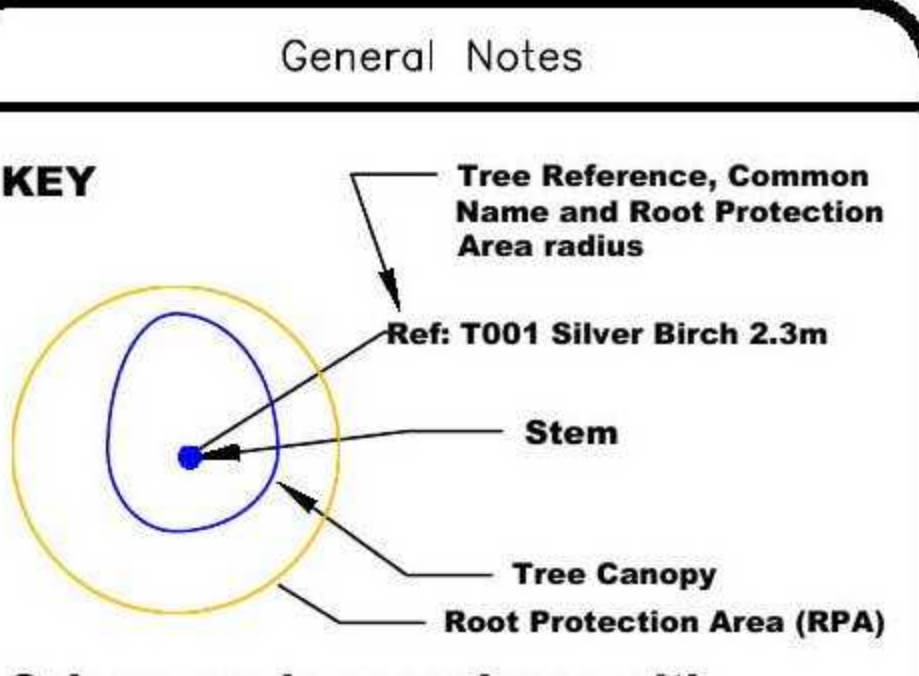 General Notes
KEY
Tree Reference, Common
Name and Root Protection
Area radius
Ref: T001 Silver Birch 2.3m
Stem
Tree Canopy
Root Protection Area (RPA)